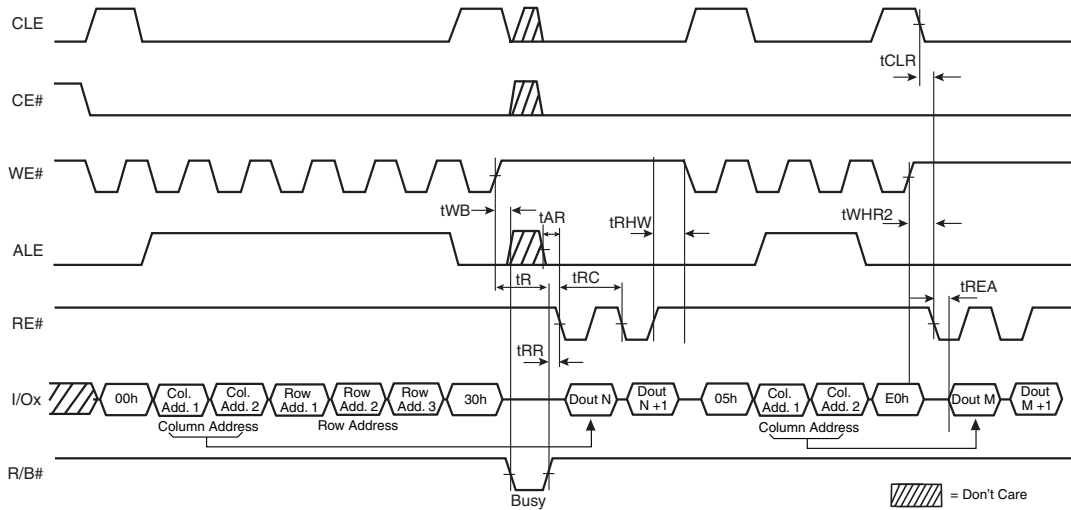 CLE
tCLR
CE#
WE#
tWB
tAR
tRHW
tWHR2
ALE
tR
tRC
tREA
RE#
tRR
I/Ox
00h
Col. Add. 1
Col. Add. 2
Row Add. 1
Row Add. 2
Row Add. 3
30h
Dout N
Dout N +1
05h
Col. Add. 1
Col. Add. 2
E0h
Dout M
Dout M +1
Column Address
Row Address
Column Address
R/B#
Busy
= Don't Care